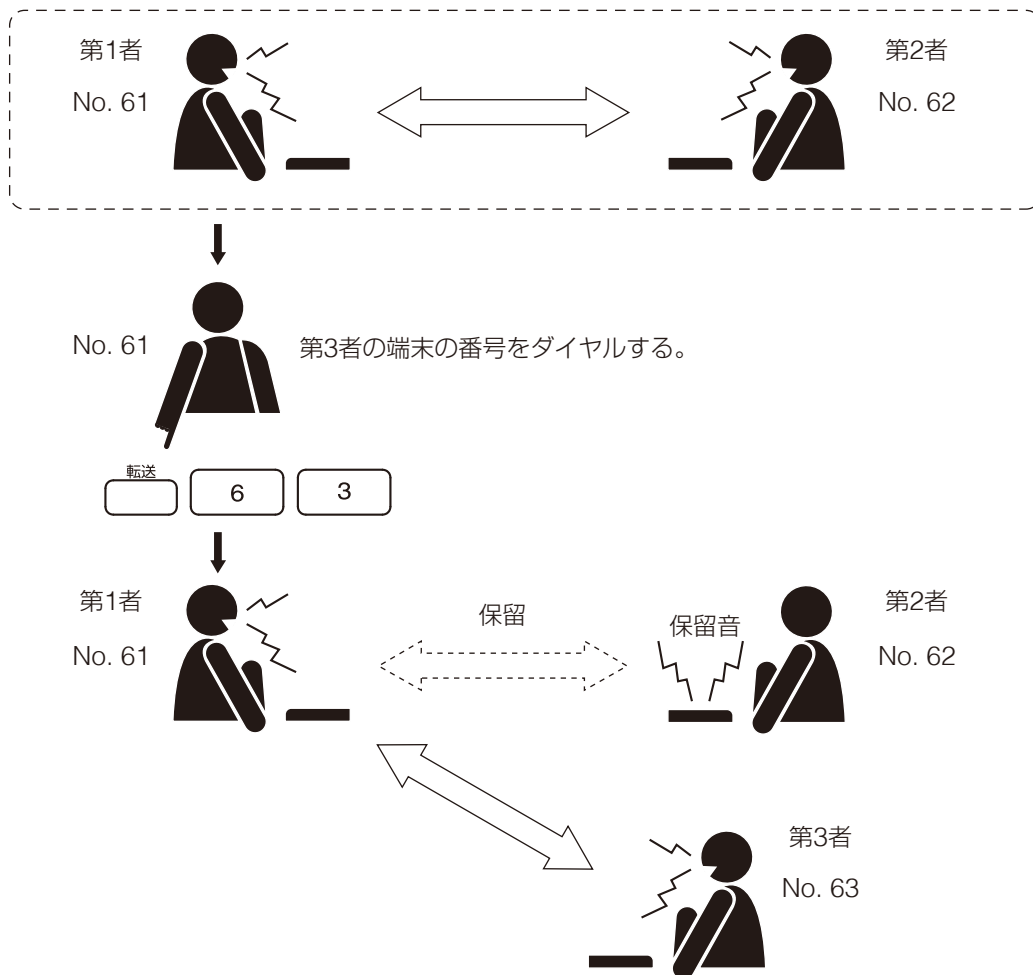 第1者
No. 61
第2者
No. 62
No. 61
第3者の端末の番号をダイヤルする。
転送
6
3
第1者
No. 61
保留
保留音
第2者
No. 62
第3者
No. 63